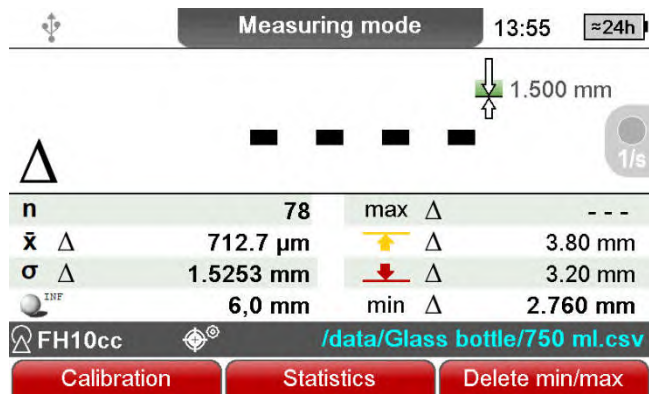 Measuring mode 13:55 ≈24h
1.500 mm
Δ - - - -
1/s
n 78 max Δ - - -
x̄ Δ 712.7 µm Δ 3.80 mm
σ Δ 1.5253 mm Δ 3.20 mm
INF 6,0 mm min Δ 2.760 mm
FH10cc /data/Glass bottle/750 ml.csv
Calibration Statistics Delete min/max